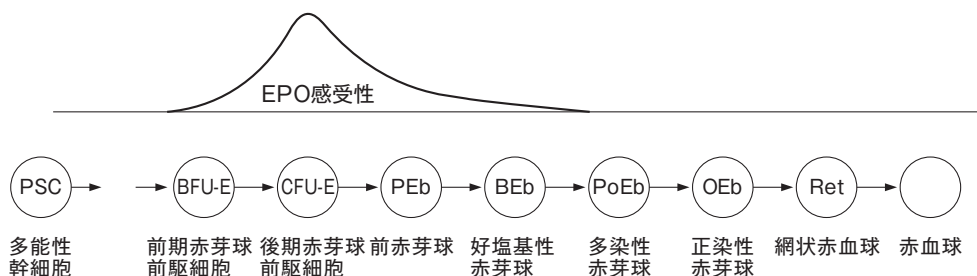 EPO感受性
PSC
BFU-E
CFU-E
PEb
BEb
PoEb
OEb
Ret
多能性
幹細胞
前期赤芽球
前駆細胞
後期赤芽球
前駆細胞
前赤芽球
好塩基性
赤芽球
多染性
赤芽球
正染性
赤芽球
網状赤血球
赤血球